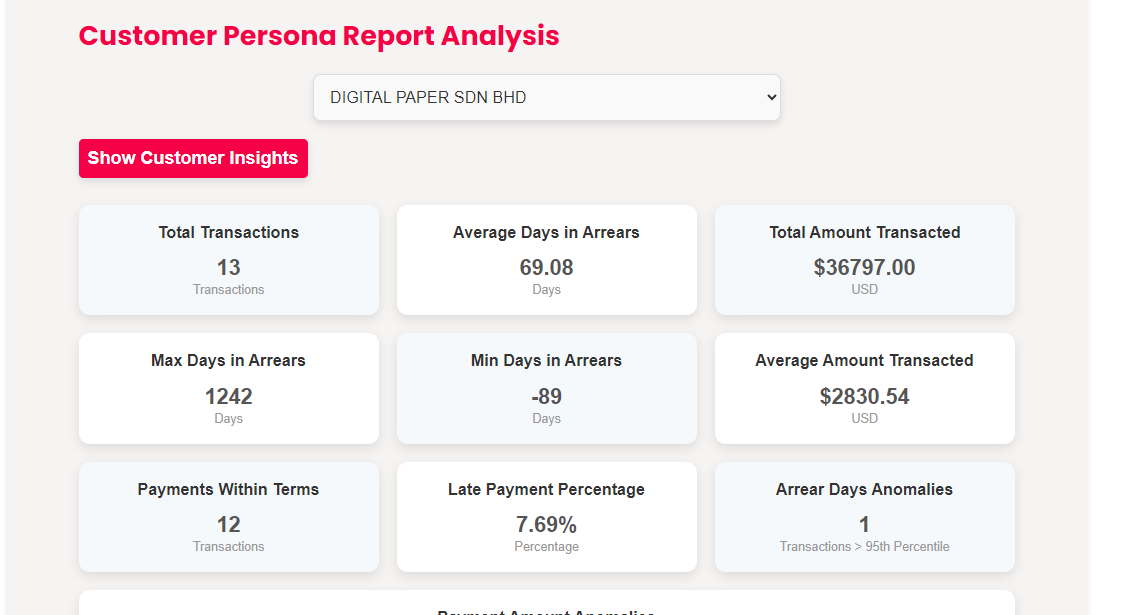 Customer Persona Report Analysis
DIGITAL PAPER SDN BHD
Show Customer Insights
Total Transactions
13
Transactions
Average Days in Arrears
69.08
Days
Total Amount Transacted
$36797.00
USD
Max Days in Arrears
1242
Days
Min Days in Arrears
-89
Days
Average Amount Transacted
$2830.54
USD
Payments Within Terms
12
Transactions
Late Payment Percentage
7.69%
Percentage
Arrear Days Anomalies
1
Transactions > 95th Percentile
Payment Amount Anomalies